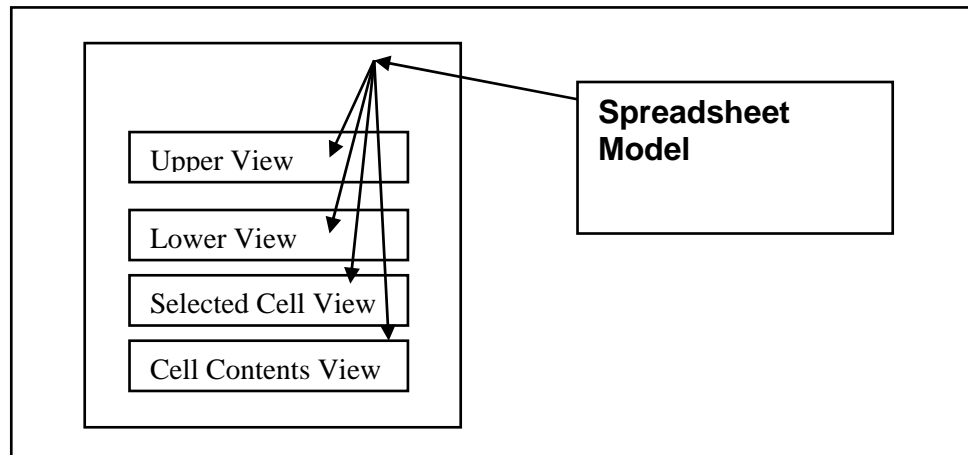 Spreadsheet
Model
Upper View
Lower View
Selected Cell View
Cell Contents View